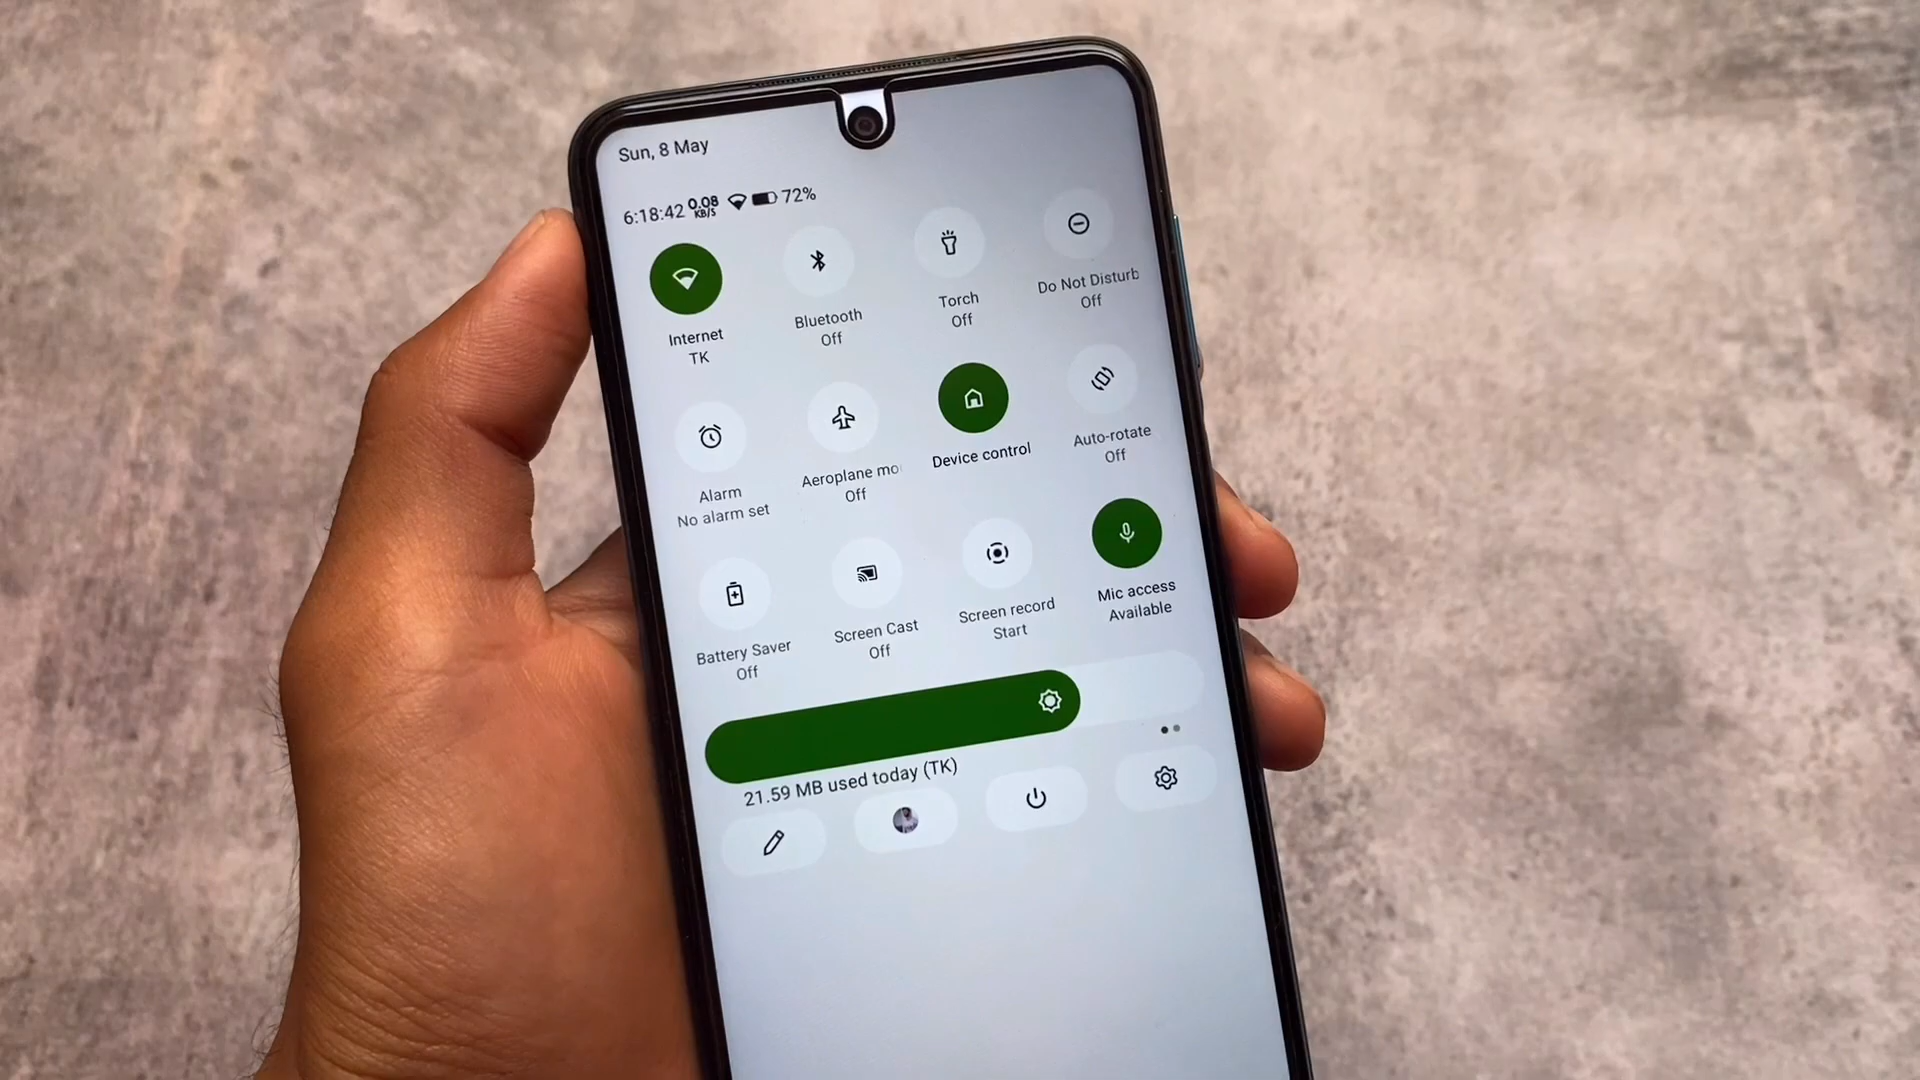 Sun, 8 May
6:18:42 0.08 KB/S 72%
Internet
TK
Bluetooth
Off
Torch
Off
Do Not Disturb
Off
Alarm
No alarm set
Aeroplane mo
Off
Device control
Auto-rotate
Off
Battery Saver
Off
Screen Cast
Off
Screen record
Start
Mic access
Available
21.59 MB used today (TK)